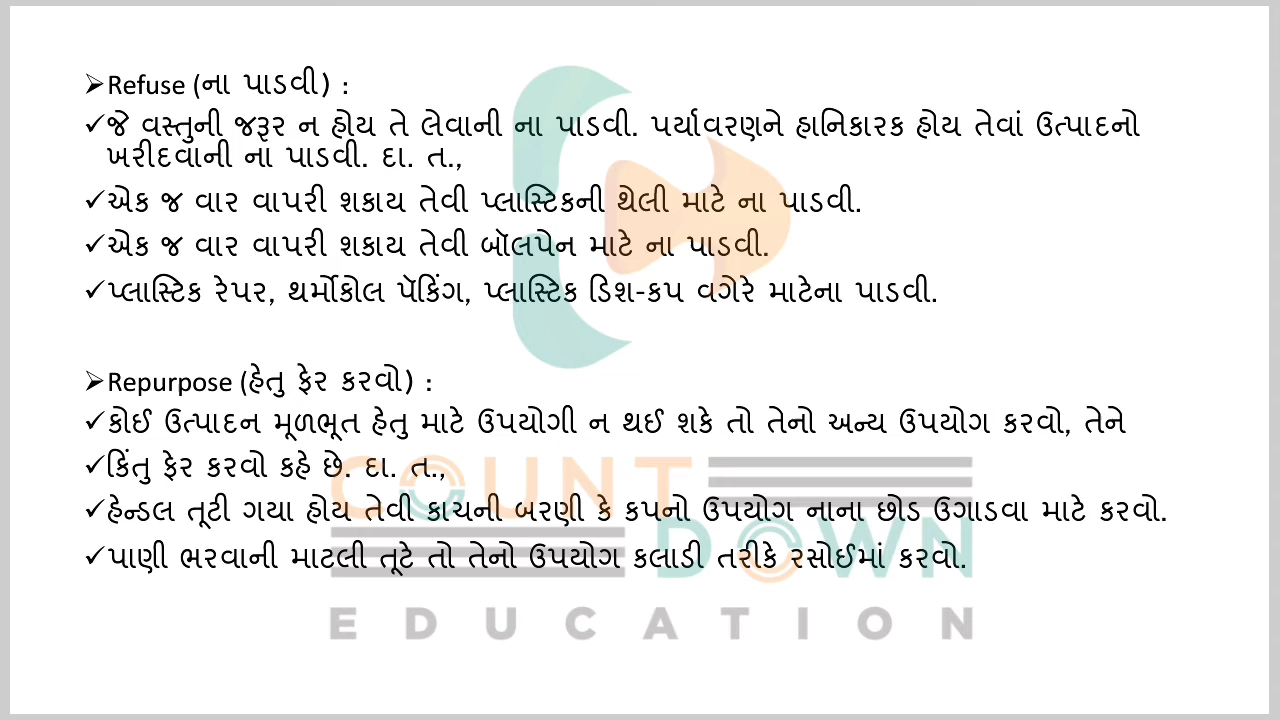 ➢Refuse (ના પાડવી) :
✓જે વસ્તુની જરૂર ન હોય તે લેવાની ના પાડવી. પર્યાવરણને હાનિકારક હોય તેવાં ઉત્પાદનો
ખરીદવાની ના પાડવી. દા. ત.,
✓એક જ વાર વાપરી શકાય તેવી પ્લાસ્ટિકની થેલી માટે ના પાડવી.
✓એક જ વાર વાપરી શકાય તેવી બૉલપેન માટે ના પાડવી.
✓પ્લાસ્ટિક રેપર, થર્મોકોલ પૅકિંગ, પ્લાસ્ટિક ડિશ-કપ વગેરે માટેના પાડવી.
➢Repurpose (હેતુ ફેર કરવો) :
✓કોઈ ઉત્પાદન મૂળભૂત હેતુ માટે ઉપયોગી ન થઈ શકે તો તેનો અન્ય ઉપયોગ કરવો, તેને
✓કિંતુ ફેર કરવો કહે છે. દા. ત.,
✓હેન્ડલ તૂટી ગયા હોય તેવી કાચની બરણી કે કપનો ઉપયોગ નાના છોડ ઉગાડવા માટે કરવો.
✓પાણી ભરવાની માટલી તૂટે તો તેનો ઉપયોગ કલાડી તરીકે રસોઈમાં કરવો.
COUNT
DOWN
EDUCATION